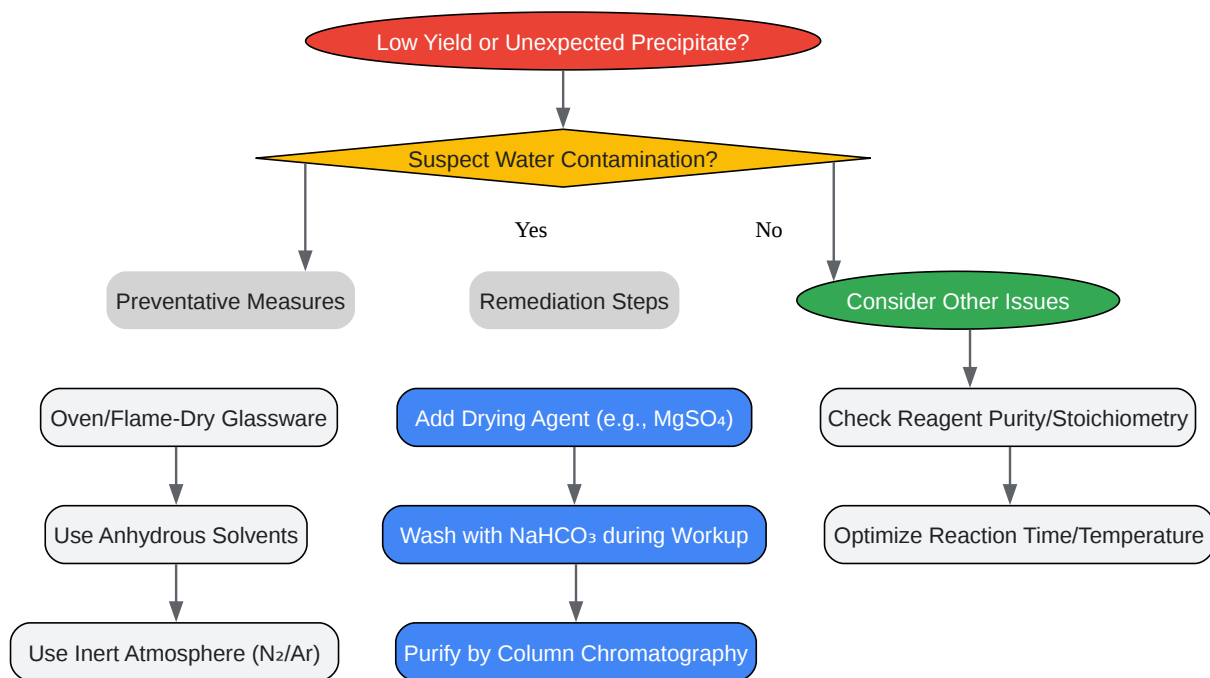 Low Yield or Unexpected Precipitate?
Suspect Water Contamination?
Yes
No
Preventative Measures
Remediation Steps
Consider Other Issues
Oven/Flame-Dry Glassware
Add Drying Agent (e.g., MgSO₄)
Check Reagent Purity/Stoichiometry
Use Anhydrous Solvents
Wash with NaHCO₃ during Workup
Optimize Reaction Time/Temperature
Use Inert Atmosphere (N₂/Ar)
Purify by Column Chromatography